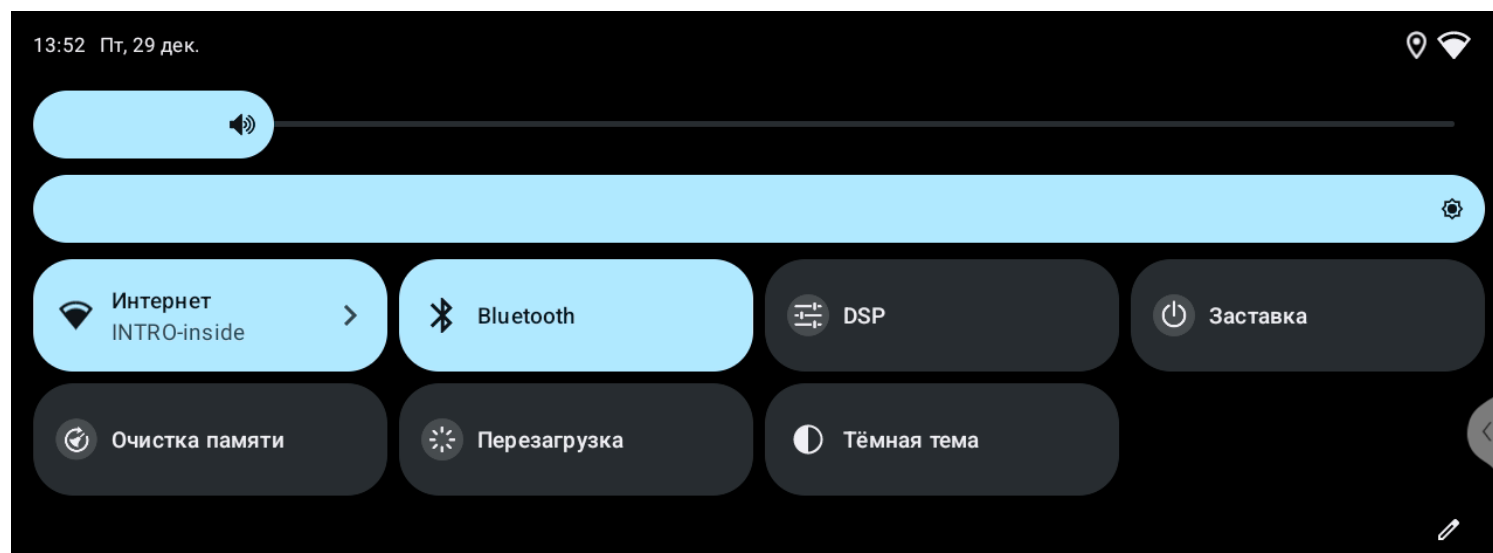 13:52 Пт, 29 дек.
Интернет
INTRO-inside
Bluetooth
DSP
Заставка
Очистка памяти
Перезагрузка
Тёмная тема